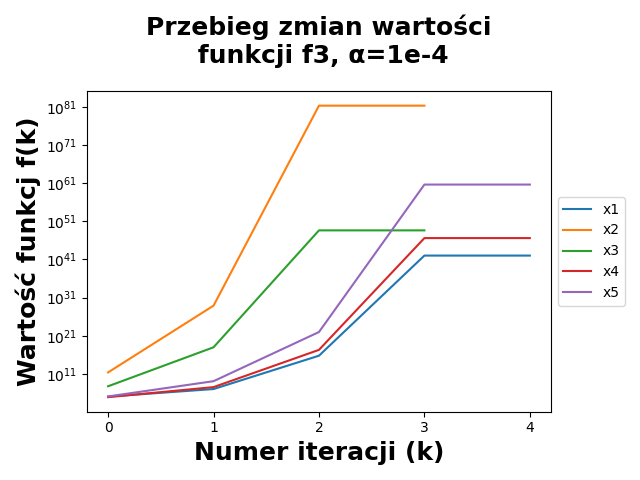 Przebieg zmian wartości
funkcji f3, α=1e-4
Wartość funkcj f(k)
10^81
10^71
10^61
10^51
10^41
10^31
10^21
10^11
0 1 2 3 4
Numer iteracji (k)
x1
x2
x3
x4
x5